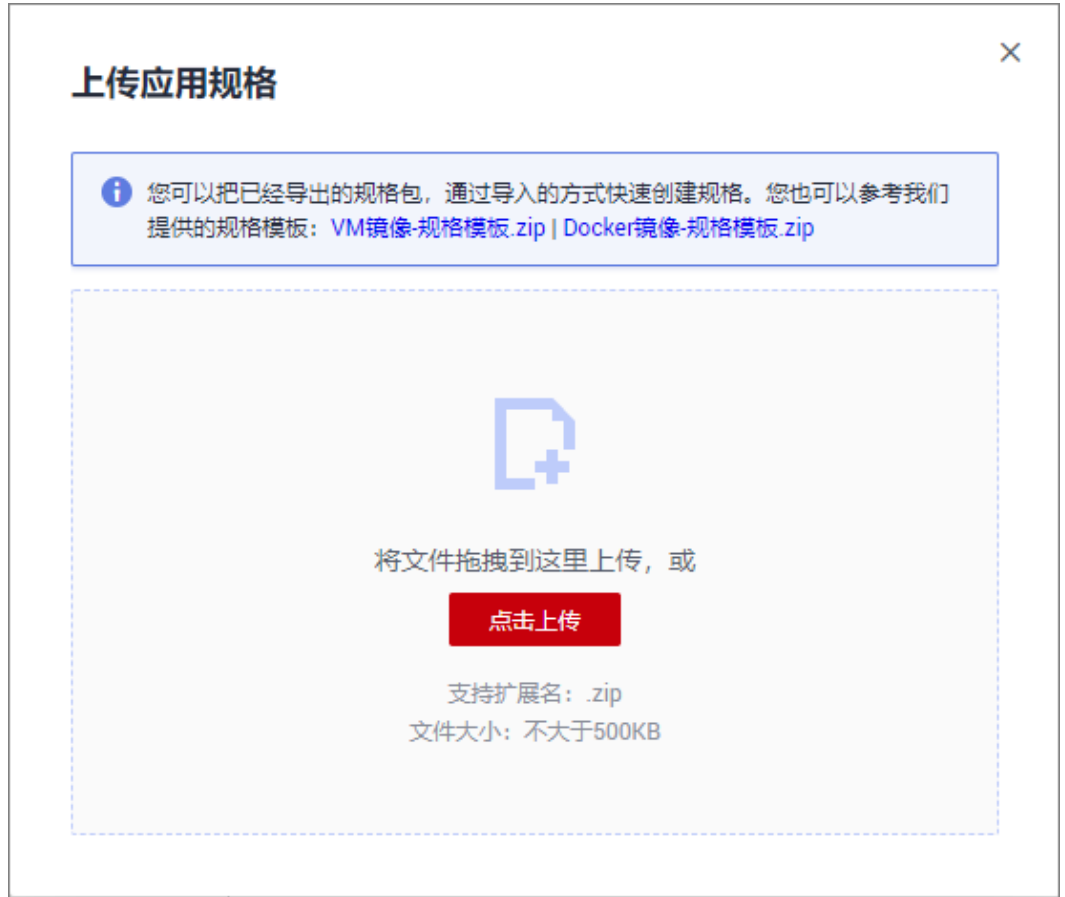 上传应用规格
您可以把已经导出的规格包，通过导入的方式快速创建规格。您也可以参考我们
提供的规格模板：VM镜像-规格模板.zip | Docker镜像-规格模板.zip
将文件拖拽到这里上传，或
点击上传
支持扩展名：.zip
文件大小：不大于500KB